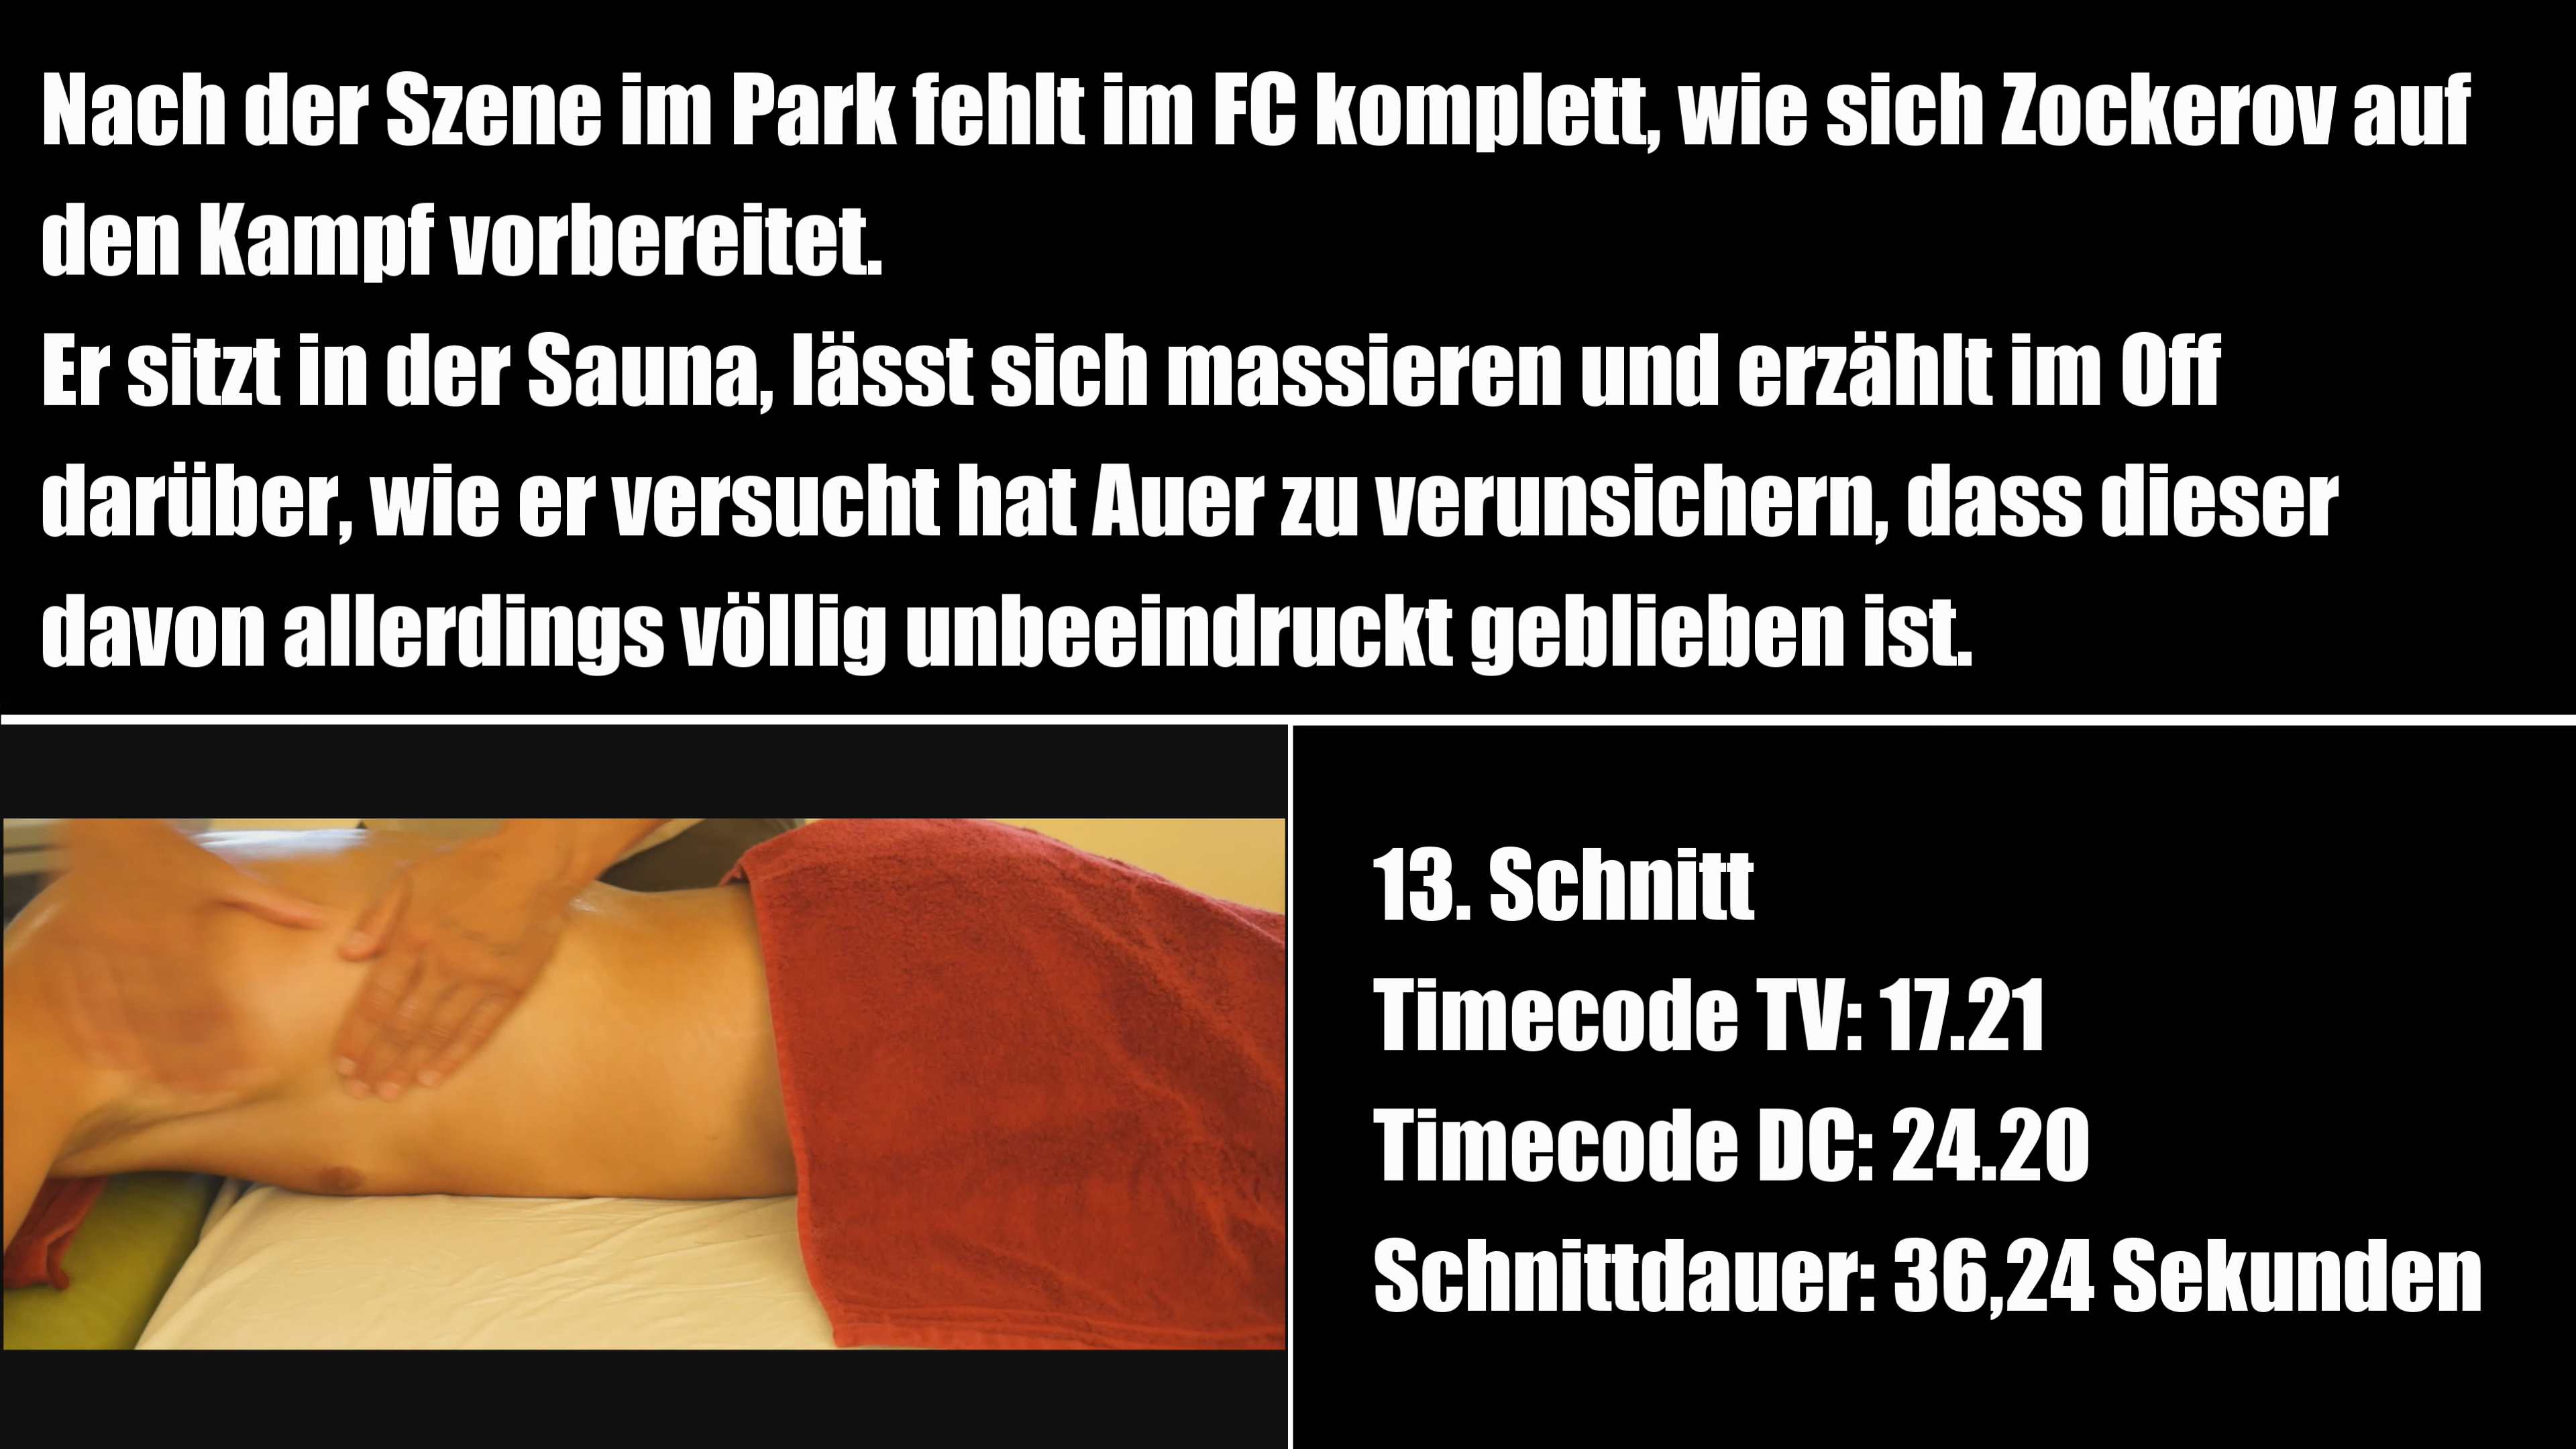 Nach der Szene im Park fehlt im FC komplett, wie sich Zockerov auf
den Kampf vorbereitet.
Er sitzt in der Sauna, lässt sich massieren und erzählt im Off
darüber, wie er versucht hat Auer zu verunsichern, dass dieser
davon allerdings völlig unbeeindruckt geblieben ist.
13. Schnitt
Timecode TV: 17.21
Timecode DC: 24.20
Schnittdauer: 36,24 Sekunden